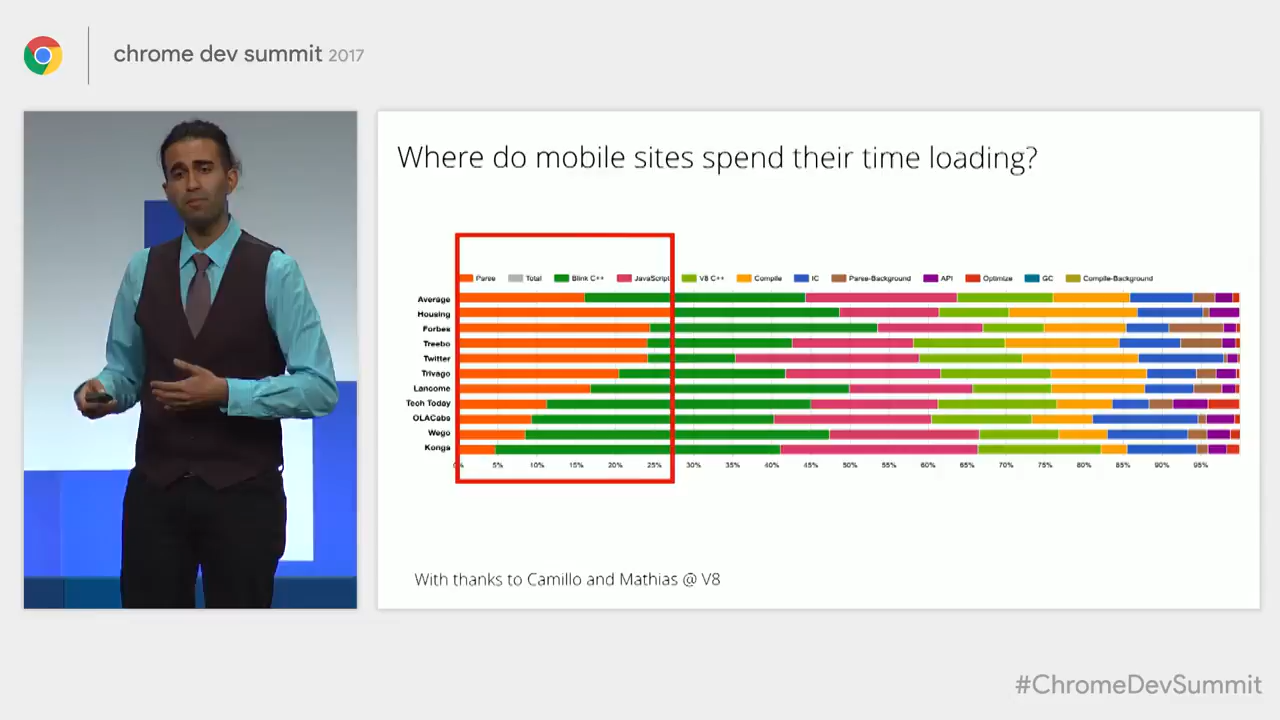 chrome dev summit 2017
Where do mobile sites spend their time loading?
Parse Total Blink C++ JavaScript V8 C++ Compile IC Parse-Background API Optimize GC Compile-Background
Average
Housing
Forbes
Treebo
Twitter
Trivago
Lancome
Tech Today
OLACabs
Wego
Konga
0% 5% 10% 15% 20% 25% 30% 35% 40% 45% 50% 55% 60% 65% 70% 75% 80% 85% 90% 95%
With thanks to Camillo and Mathias @ V8
#ChromeDevSummit